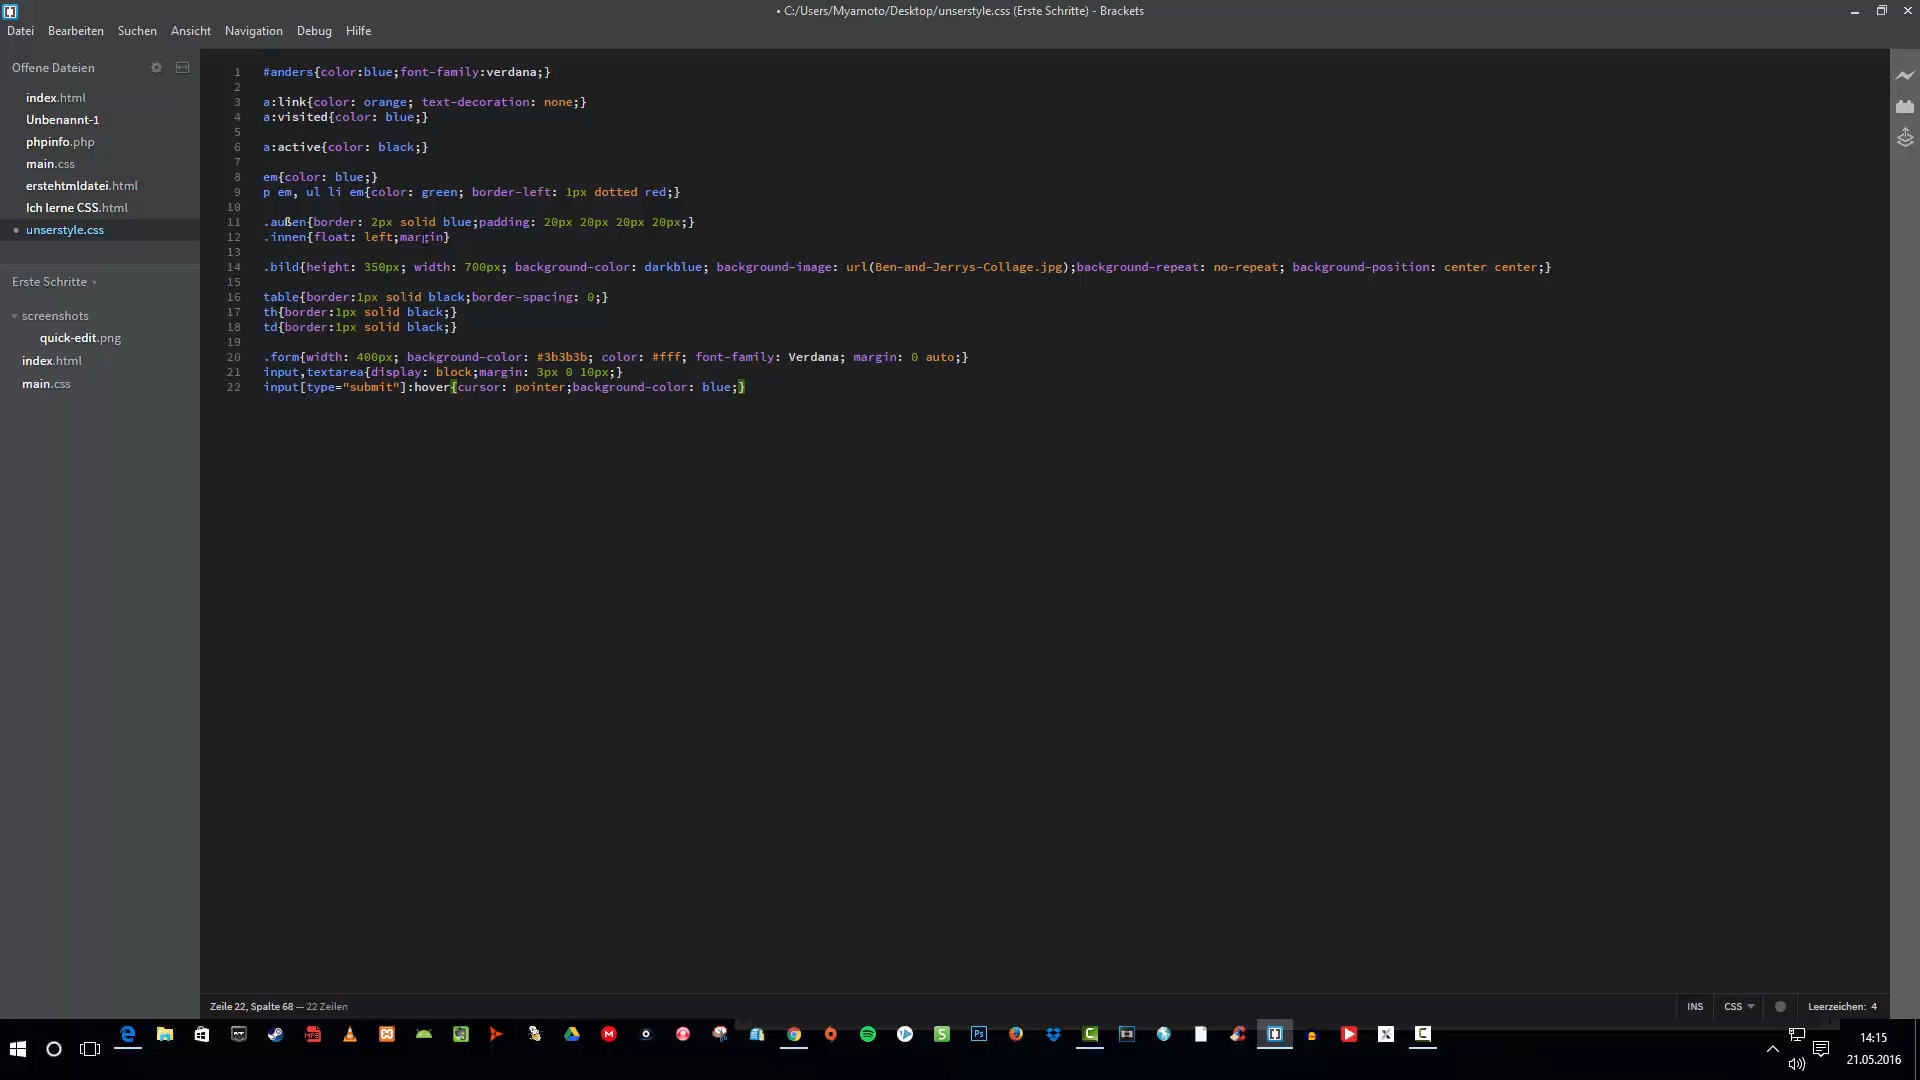 • C:/Users/Myamoto/Desktop/unserstyle.css (Erste Schritte) - Brackets
Datei Bearbeiten Suchen Ansicht Navigation Debug Hilfe
Offene Dateien
index.html
Unbenannt-1
phpinfo.php
main.css
erstehtmldatei.html
Ich lerne CSS.html
• unserstyle.css
Erste Schritte
screenshots
quick-edit.png
index.html
main.css
1 #anders{color:blue;font-family:verdana;}
2
3 a:link{color: orange; text-decoration: none;}
4 a:visited{color: blue;}
5
6 a:active{color: black;}
7
8 em{color: blue;}
9 p em, ul li em{color: green; border-left: 1px dotted red;}
10
11 .außen{border: 2px solid blue;padding: 20px 20px 20px 20px;}
12 .innen{float: left;margin}
13
14 .bild{height: 350px; width: 700px; background-color: darkblue; background-image: url(Ben-and-Jerrys-Collage.jpg);background-repeat: no-repeat; background-position: center center;}
15
16 table{border:1px solid black;border-spacing: 0;}
17 th{border:1px solid black;}
18 td{border:1px solid black;}
19
20 .form{width: 400px; background-color: #3b3b3b; color: #fff; font-family: Verdana; margin: 0 auto;}
21 input,textarea{display: block;margin: 3px 0 10px;}
22 input[type="submit"]:hover{cursor: pointer;background-color: blue;}
Zeile 22, Spalte 68 — 22 Zeilen
INS CSS Leerzeichen: 4
14:15
21.05.2016